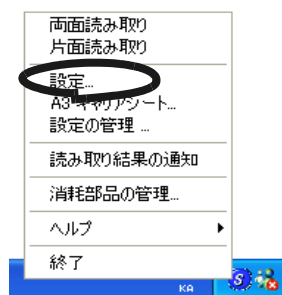 両面読み取り
片面読み取り
設定...
A3キャリアシート...
設定の管理 ...
読み取り結果の通知
消耗部品の管理...
ヘルプ
終了
KA
S